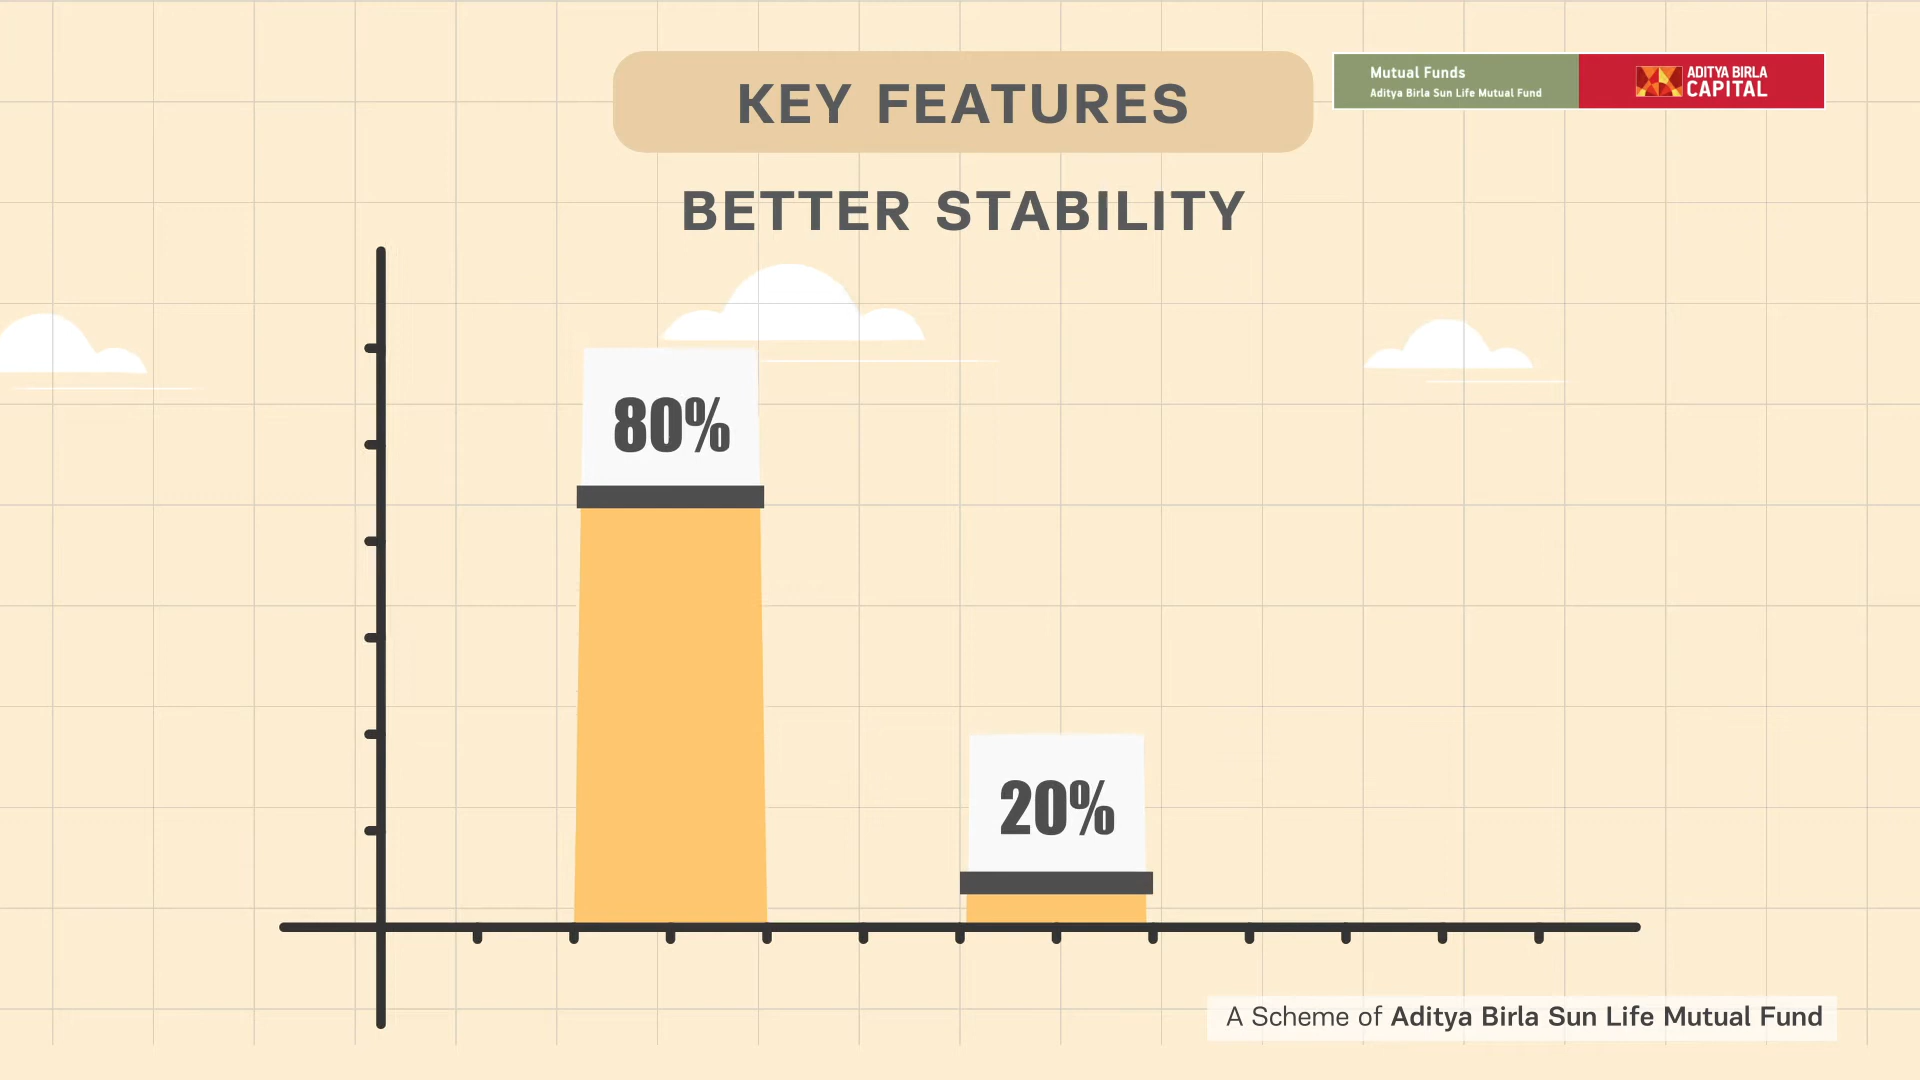 KEY FEATURES
Mutual Funds
Aditya Birla Sun Life Mutual Fund
ADITYA BIRLA
CAPITAL
BETTER STABILITY
80%
20%
A Scheme of Aditya Birla Sun Life Mutual Fund